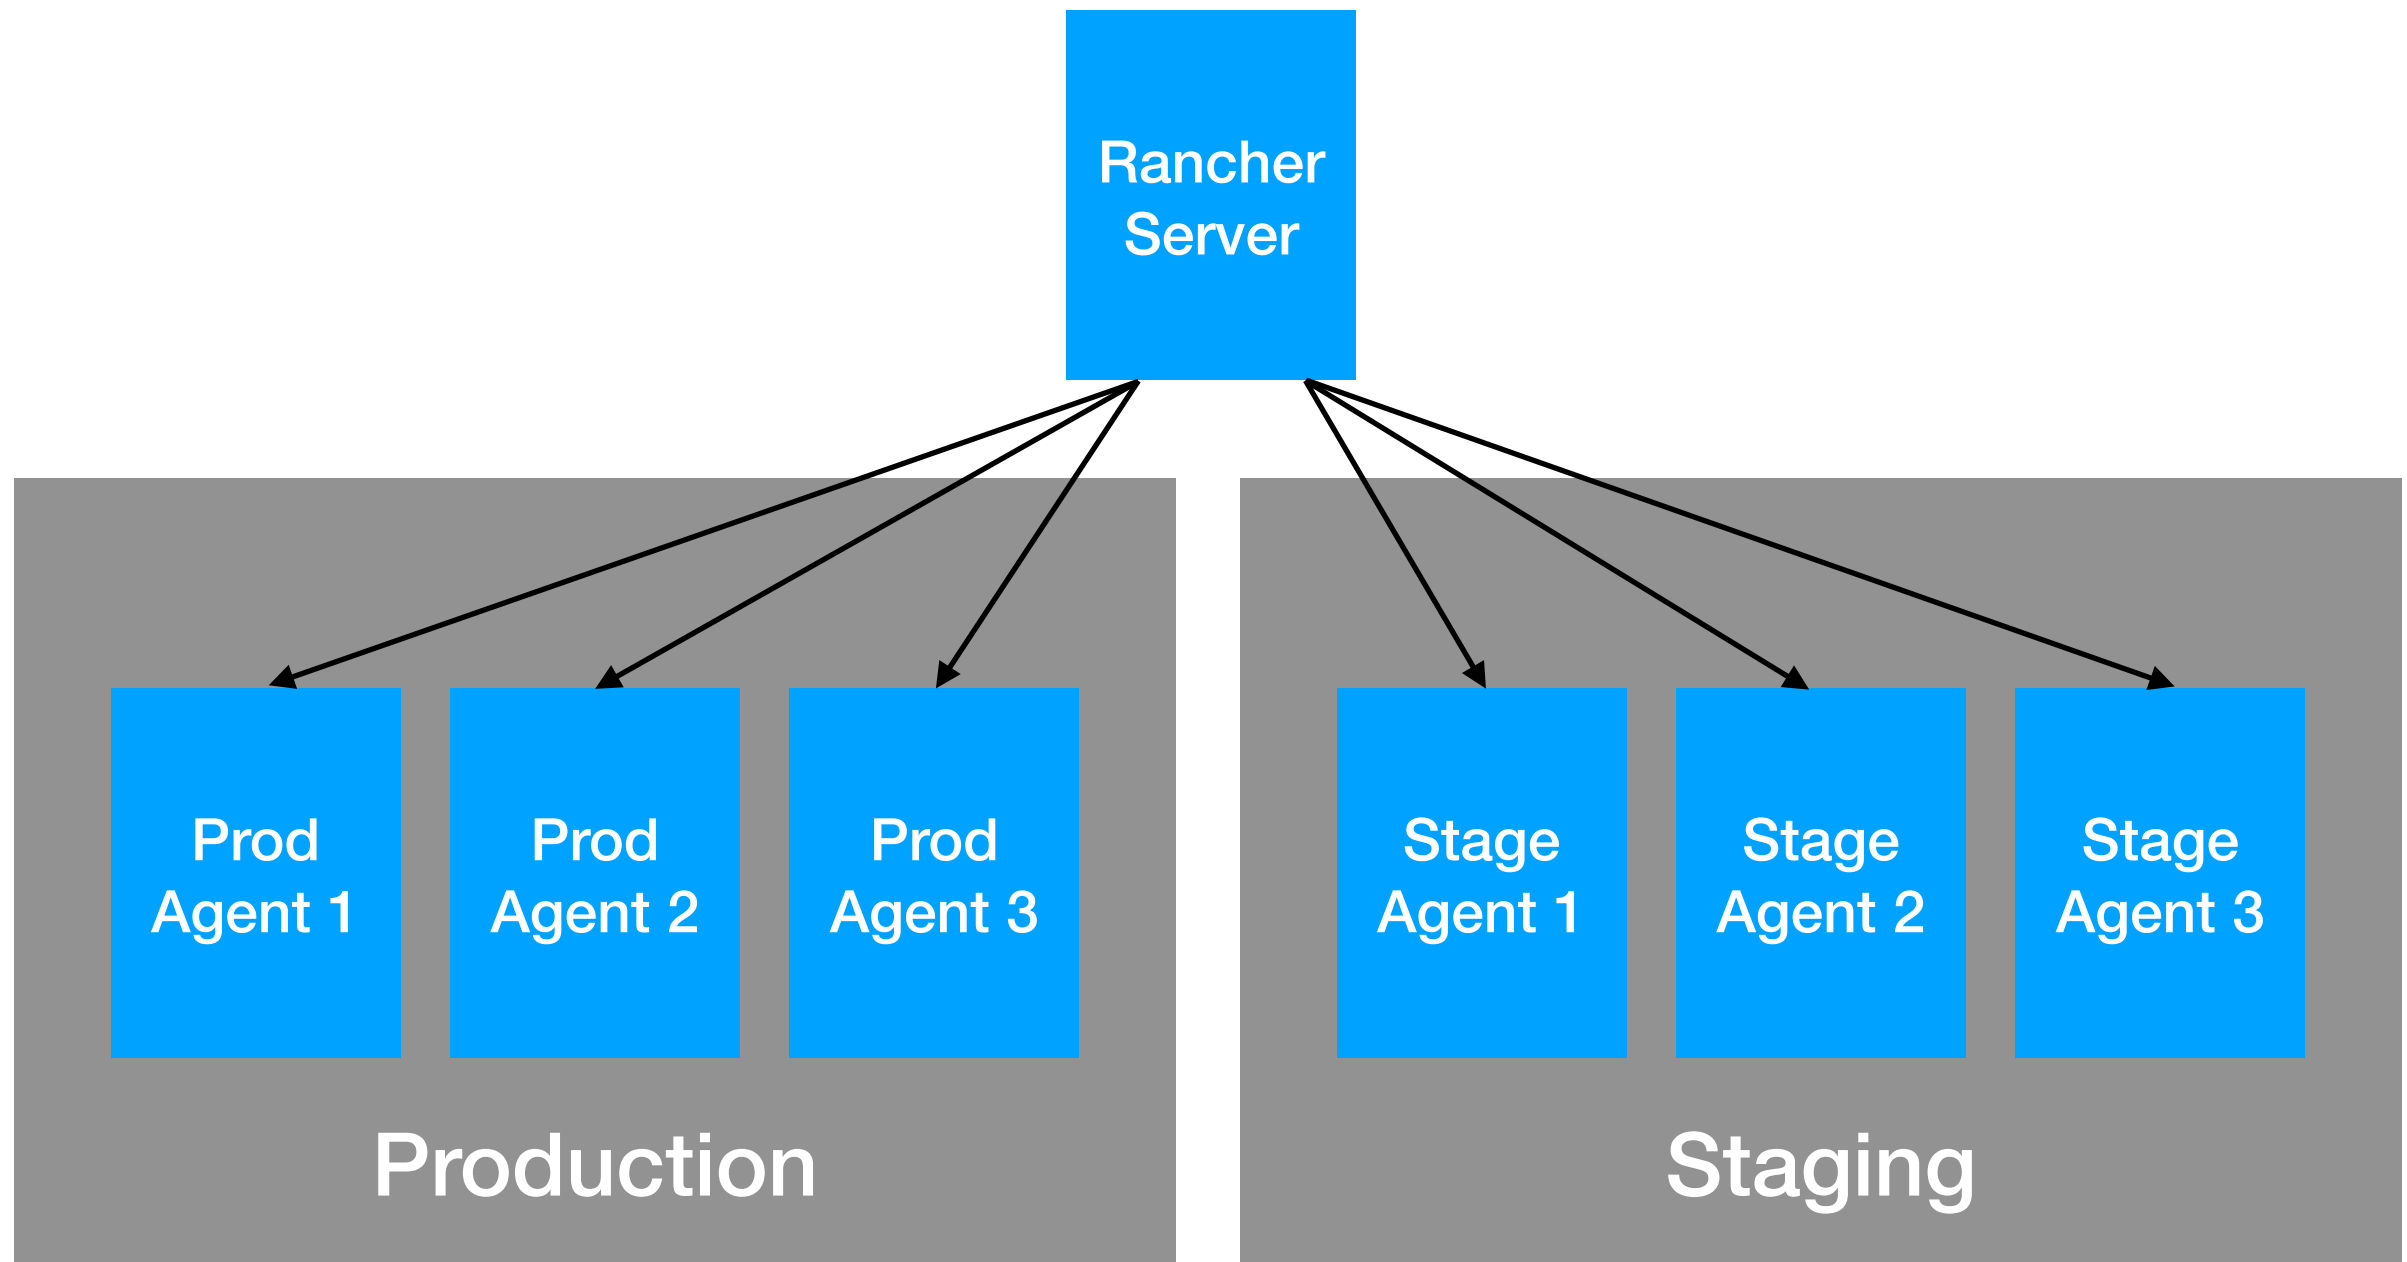 Rancher
Server
Prod
Agent 1
Prod
Agent 2
Prod
Agent 3
Production
Stage
Agent 1
Stage
Agent 2
Stage
Agent 3
Staging